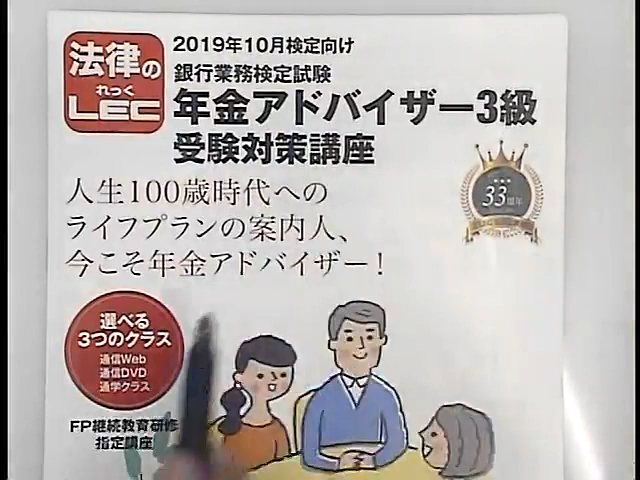 法律の
れっく
LEC
2019年10月検定向け
銀行業務検定試験
年金アドバイザー3級
受験対策講座
人生100歳時代への
ライフプランの案内人、
今こそ年金アドバイザー!
33周年
選べる
3つのクラス
通信Web
通信DVD
通学クラス
FP継続教育研修
指定講座